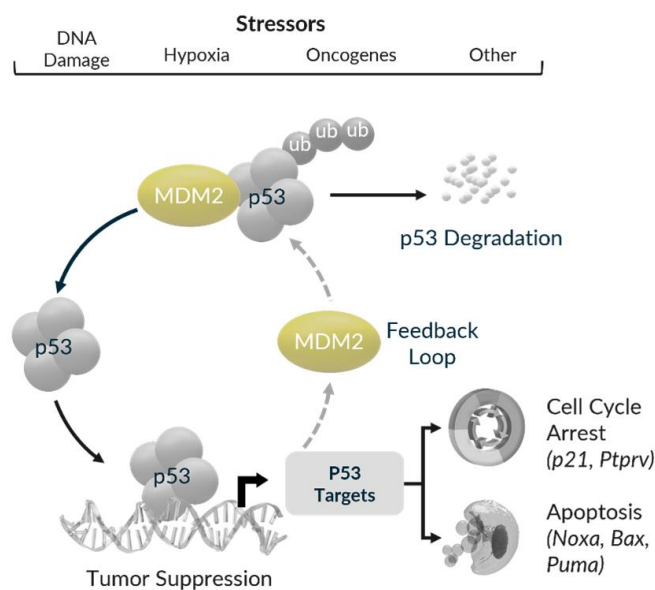 Stressors
DNA
Damage
Hypoxia
Oncogenes
Other
ub ub ub
MDM2
p53
p53 Degradation
p53
MDM2
Feedback
Loop
p53
P53
Targets
Cell Cycle
Arrest
(p21, Ptprv)
Apoptosis
(Noxa, Bax,
Puma)
Tumor Suppression